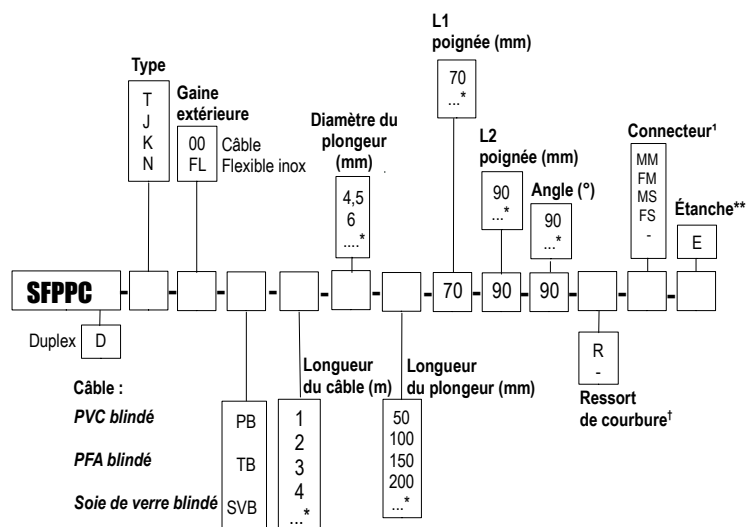 L1
poignée (mm)
70
...*
Type
T
J
K
N
Gaine
extérieure
00 Câble
FL Flexible inox
Diamètre du
plongeur
(mm)
4,5
6
....*
L2
poignée (mm)
90
...*
Angle (°)
90
...*
Connecteur¹
MM
FM
MS
FS
-
Étanche**
E
SFPPC - - - - - - - 70 - 90 - 90 - - -
Duplex D
Câble :
PVC blindé PB
PFA blindé TB
Soie de verre blindé SVB
Longueur
du câble (m)
1
2
3
4
...*
Longueur
du plongeur (mm)
50
100
150
200
...*
R
-
Ressort
de courbure†